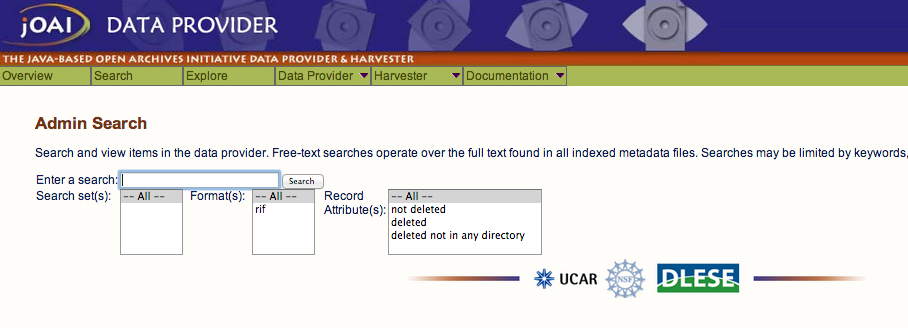 jOAI DATA PROVIDER
THE JAVA-BASED OPEN ARCHIVES INITIATIVE DATA PROVIDER & HARVESTER
Overview Search Explore Data Provider Harvester Documentation
Admin Search
Search and view items in the data provider. Free-text searches operate over the full text found in all indexed metadata files. Searches may be limited by keywords,
Enter a search: Search
Search set(s): -- All -- Format(s): -- All -- Record -- All --
rif Attribute(s): not deleted
deleted
deleted not in any directory
UCAR NSF DLESE